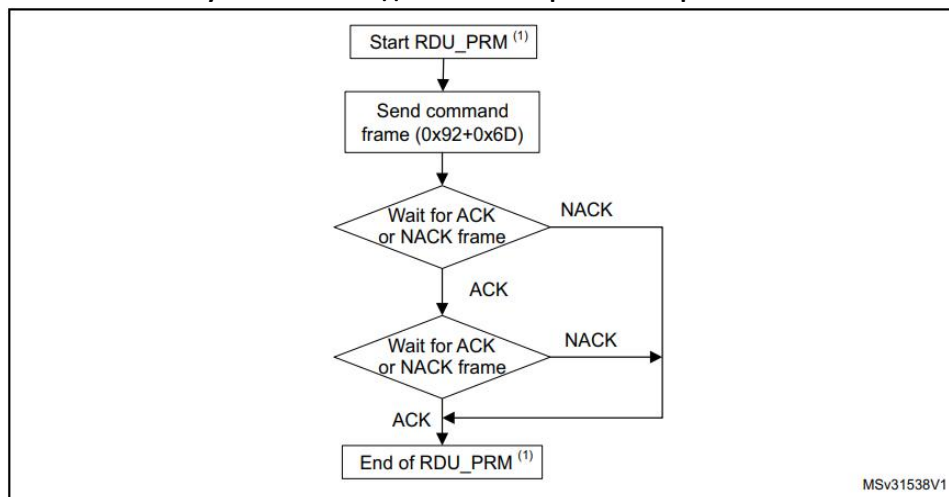 Start RDU_PRM (1)
Send command
frame (0x92+0x6D)
Wait for ACK
or NACK frame
NACK
ACK
Wait for ACK
or NACK frame
NACK
ACK
End of RDU_PRM (1)
MSv31538V1